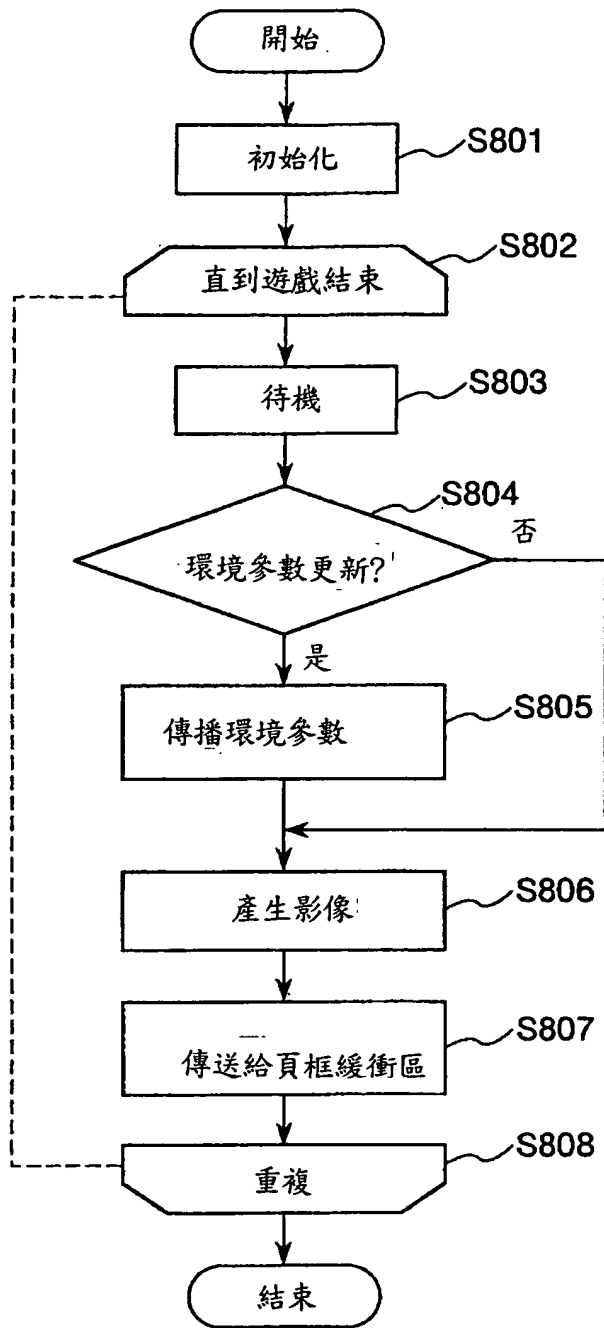 開始
初始化
S801
直到遊戲結束
S802
待機
S803
環境參數更新?
S804
否
是
傳播環境參數
S805
產生影像
S806
傳送給頁框緩衝區
S807
重複
S808
結束